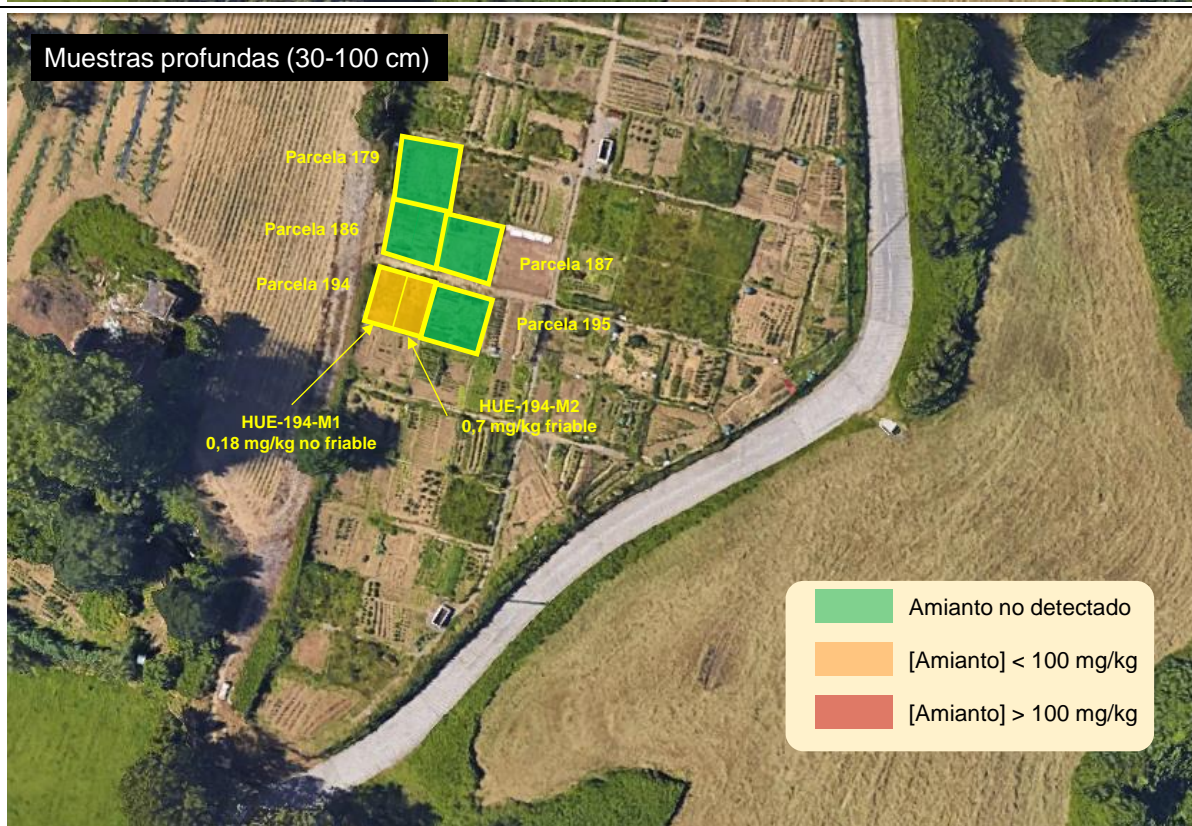 Muestras profundas (30-100 cm)
Parcela 179
Parcela 186
Parcela 187
Parcela 194
Parcela 195
HUE-194-M1
0,18 mg/kg no friable
HUE-194-M2
0,7 mg/kg friable
Amianto no detectado
[Amianto] < 100 mg/kg
[Amianto] > 100 mg/kg